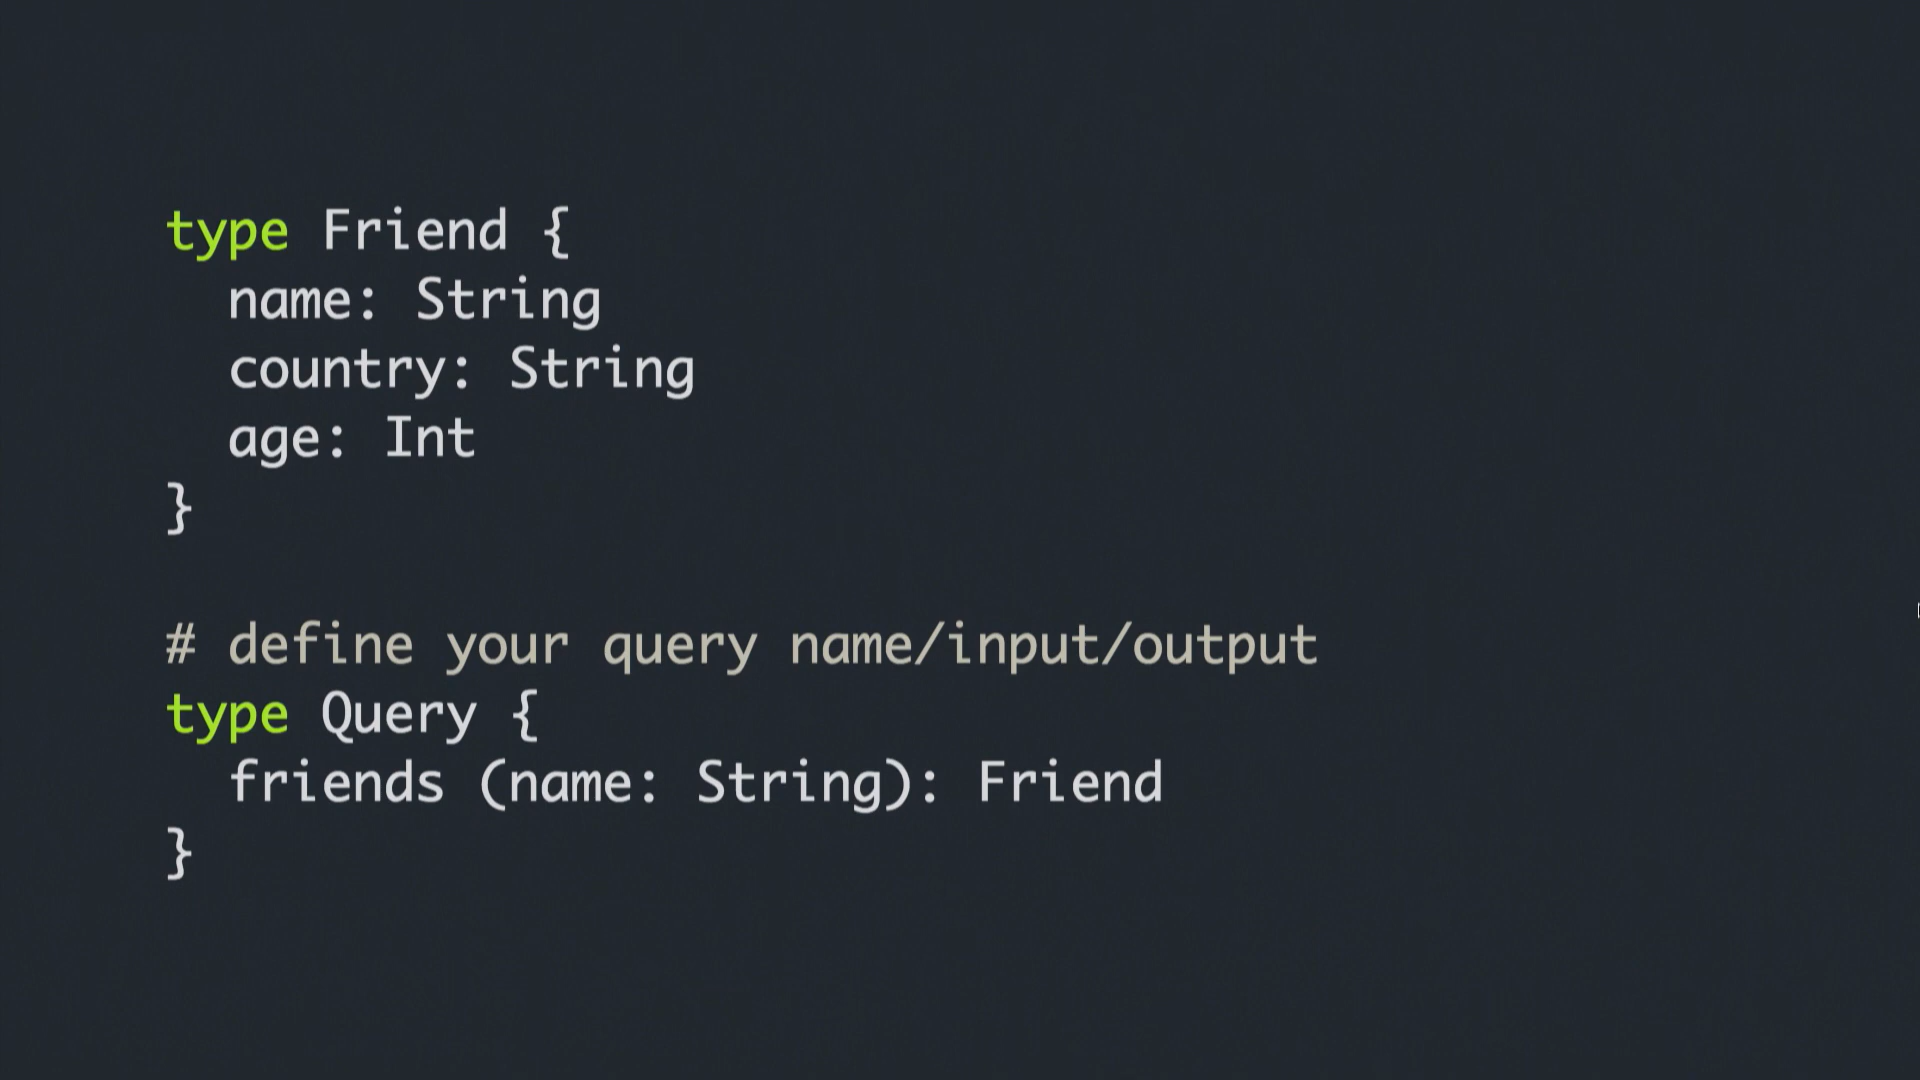 type Friend {
  name: String
  country: String
  age: Int
}

# define your query name/input/output
type Query {
  friends (name: String): Friend
}